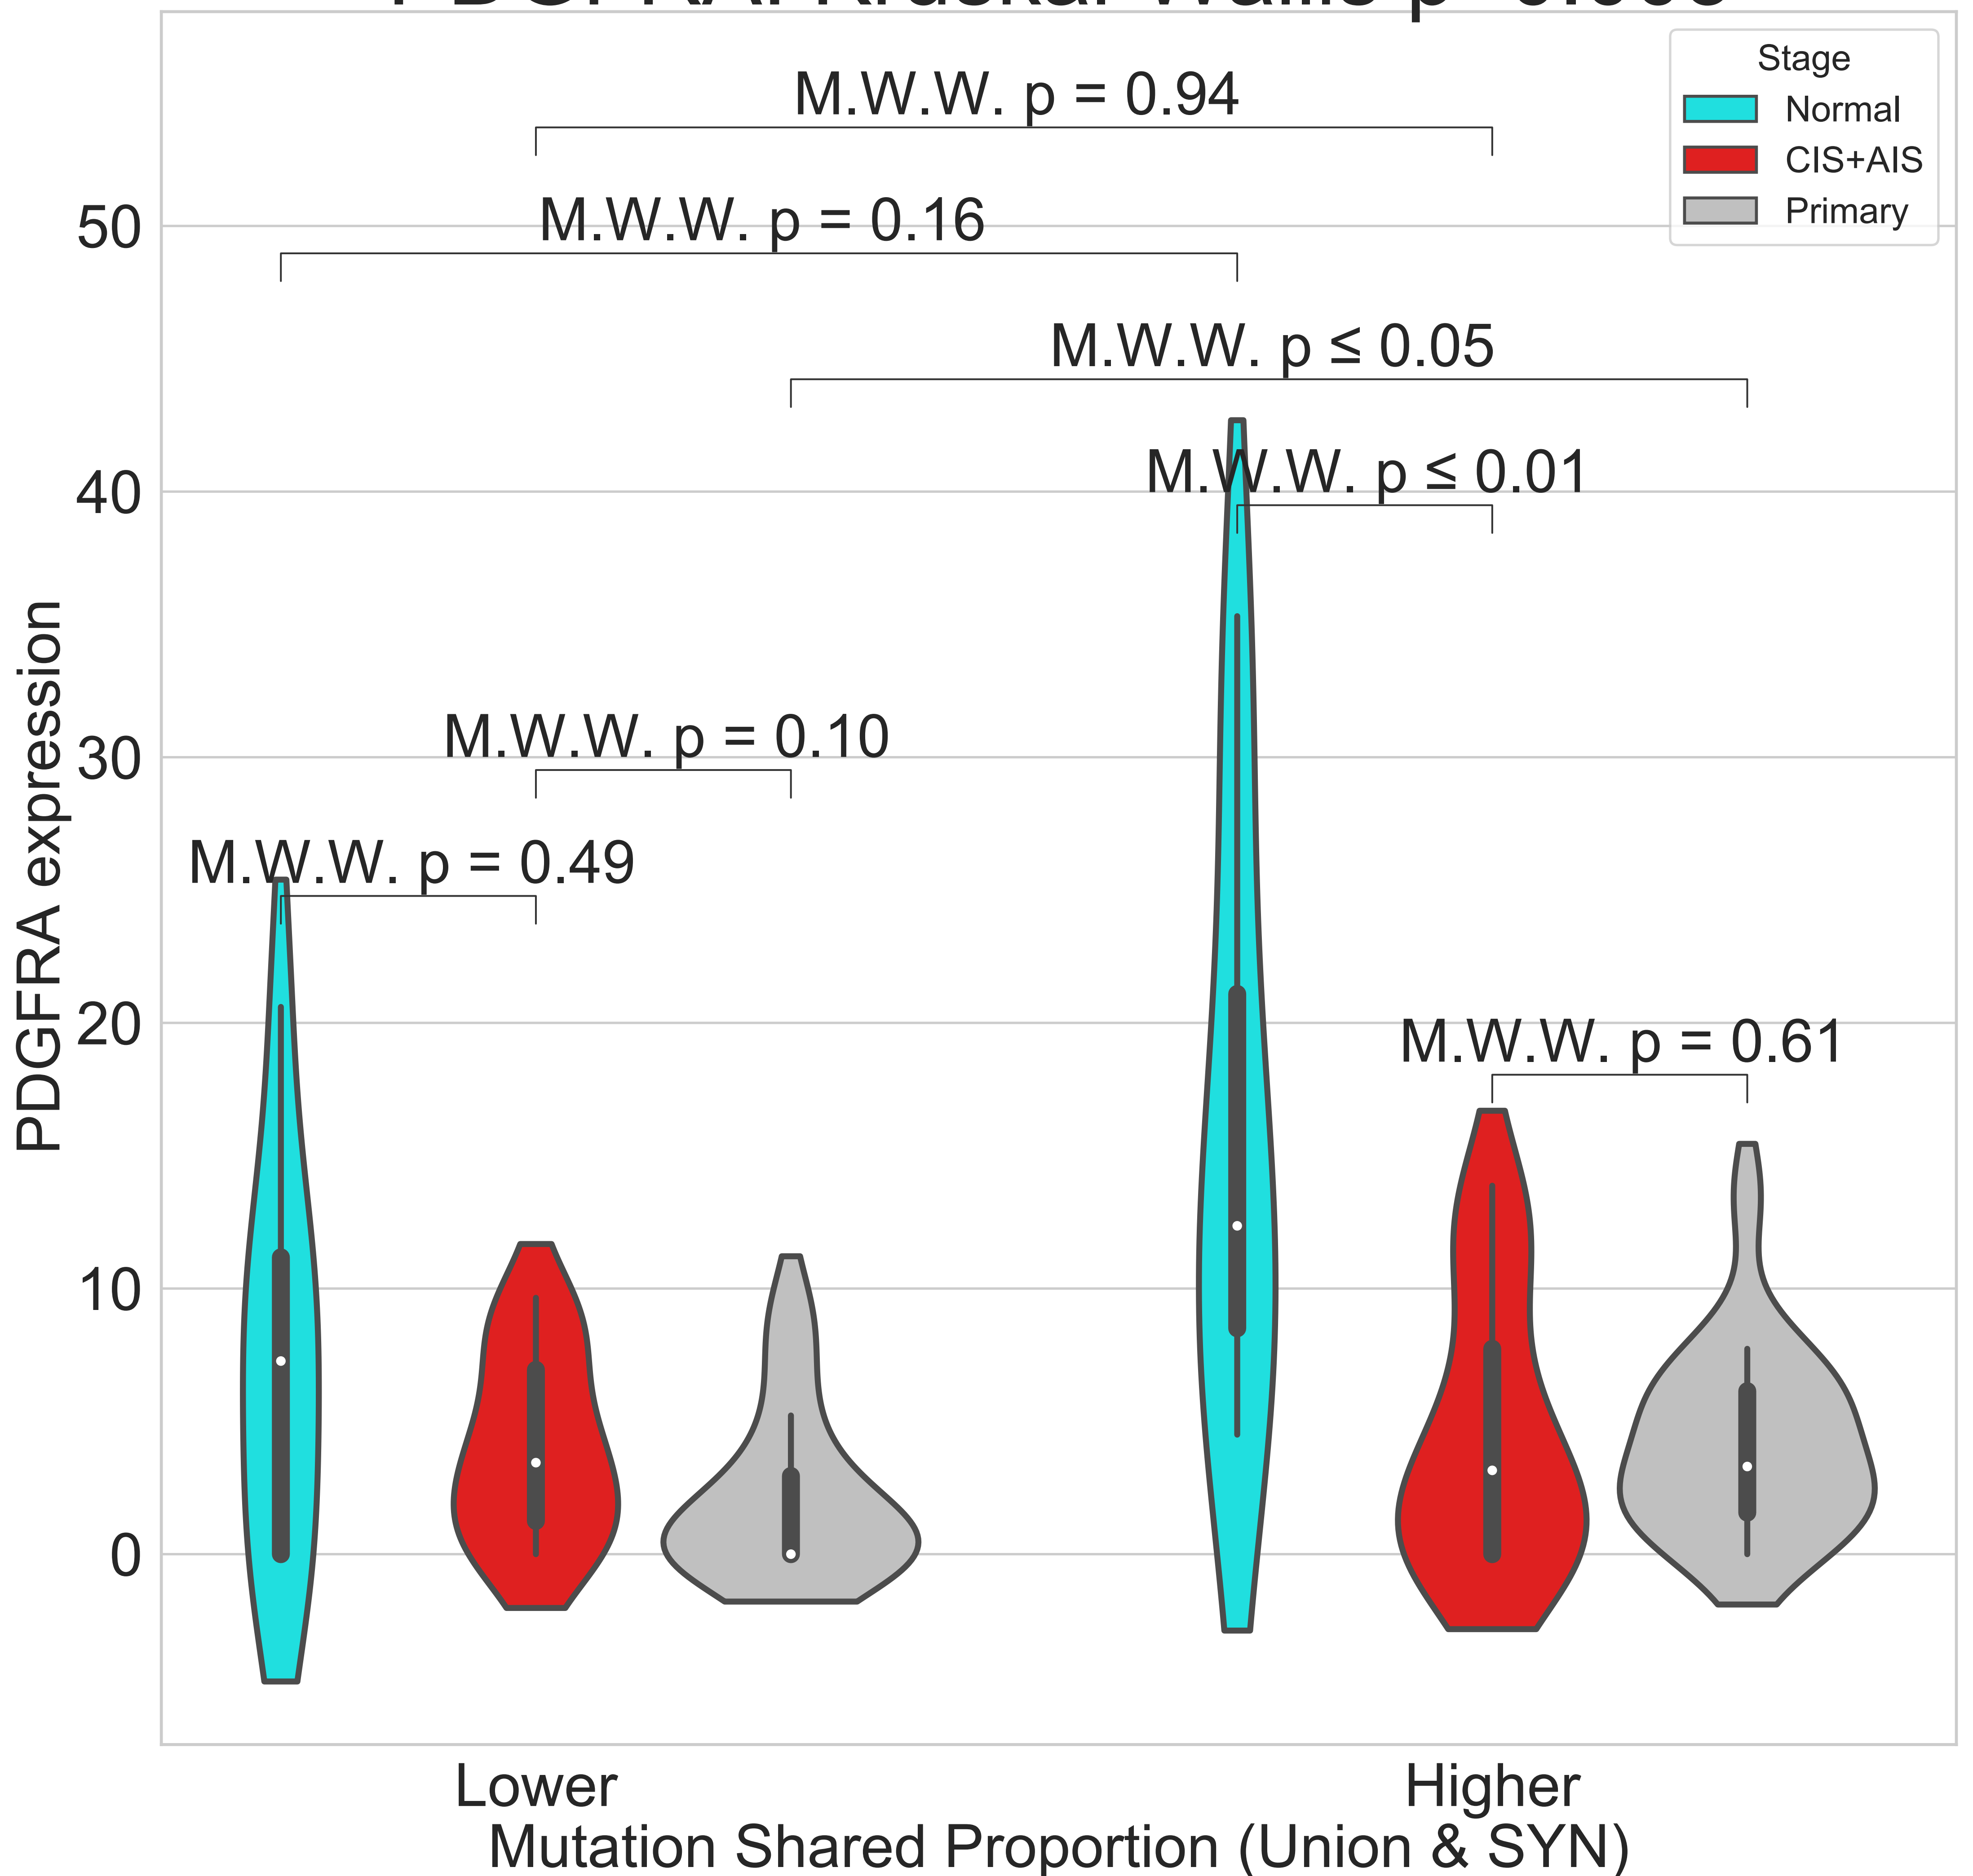 Stage
Normal
CIS+AIS
Primary
M.W.W. p = 0.94
M.W.W. p = 0.16
M.W.W. p ≤ 0.05
M.W.W. p ≤ 0.01
M.W.W. p = 0.10
M.W.W. p = 0.49
M.W.W. p = 0.61
PDGFRA expression
50
40
30
20
10
0
Lower
Higher
Mutation Shared Proportion (Union & SYN)